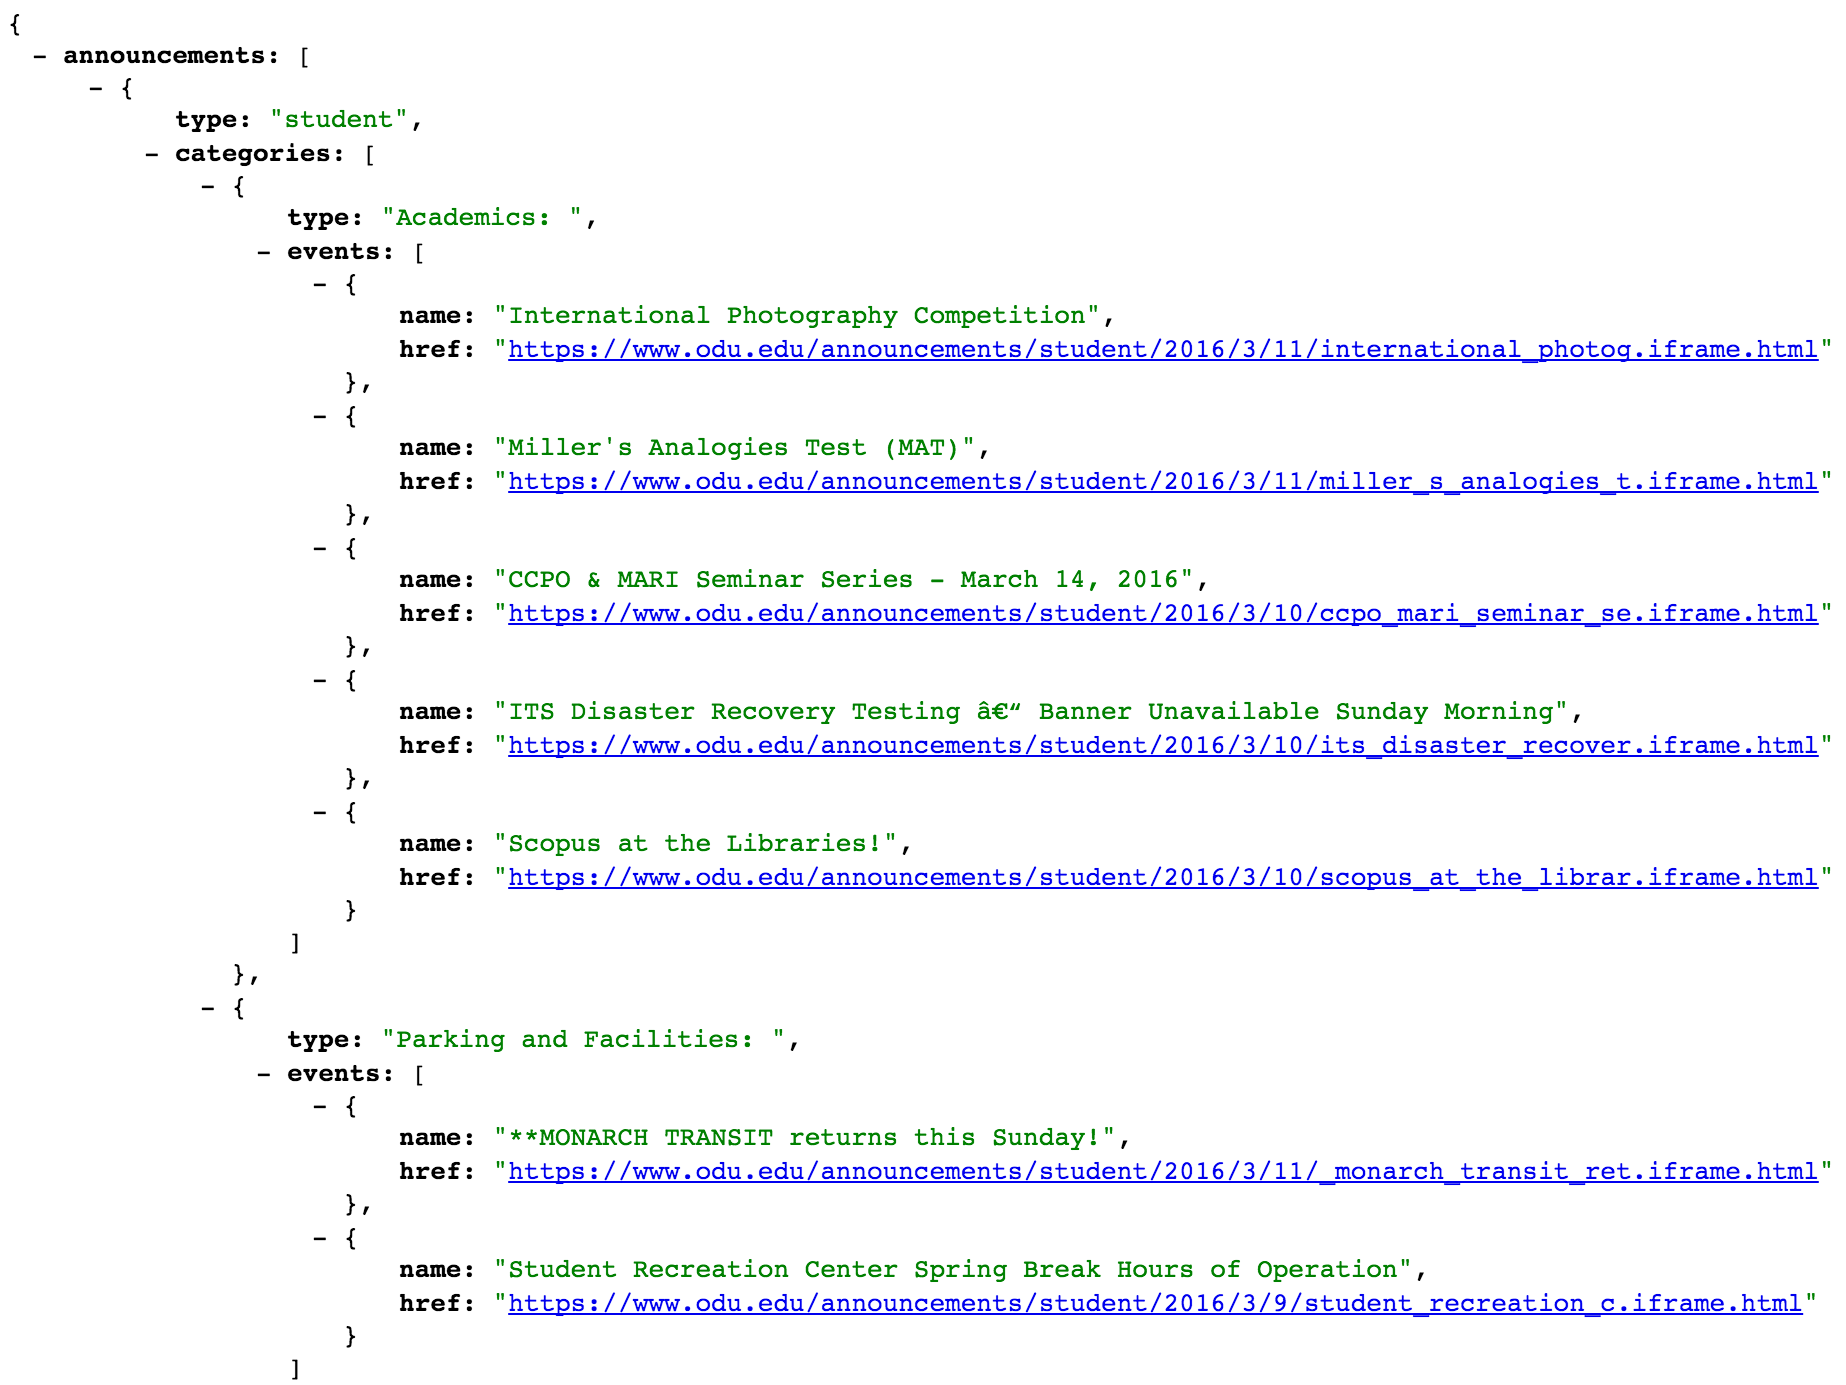 {
- announcements: [
- {
type: "student",
- categories: [
- {
type: "Academics: ",
- events: [
- {
name: "International Photography Competition",
href: "https://www.odu.edu/announcements/student/2016/3/11/international_photog.iframe.html"
},
- {
name: "Miller's Analogies Test (MAT)",
href: "https://www.odu.edu/announcements/student/2016/3/11/miller_s_analogies_t.iframe.html"
},
- {
name: "CCPO & MARI Seminar Series - March 14, 2016",
href: "https://www.odu.edu/announcements/student/2016/3/10/ccpo_mari_seminar_se.iframe.html"
},
- {
name: "ITS Disaster Recovery Testing â€“ Banner Unavailable Sunday Morning",
href: "https://www.odu.edu/announcements/student/2016/3/10/its_disaster_recover.iframe.html"
},
- {
name: "Scopus at the Libraries!",
href: "https://www.odu.edu/announcements/student/2016/3/10/scopus_at_the_librar.iframe.html"
}
]
},
- {
type: "Parking and Facilities: ",
- events: [
- {
name: "**MONARCH TRANSIT returns this Sunday!",
href: "https://www.odu.edu/announcements/student/2016/3/11/_monarch_transit_ret.iframe.html"
},
- {
name: "Student Recreation Center Spring Break Hours of Operation",
href: "https://www.odu.edu/announcements/student/2016/3/9/student_recreation_c.iframe.html"
}
]